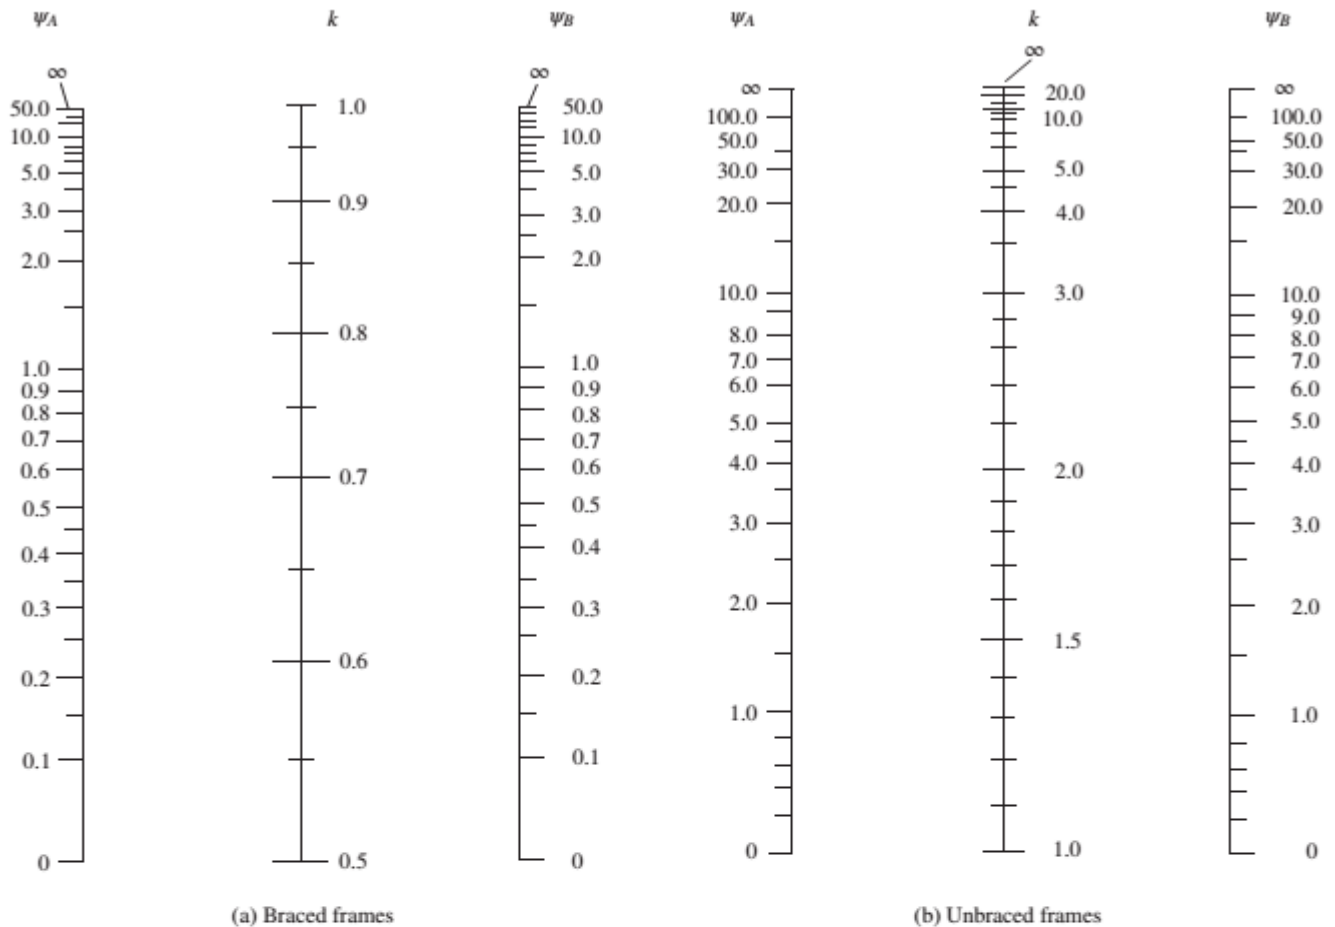 ψA k ψB ψA k ψB
∞ ∞ ∞
50.0 1.0 50.0 ∞ 20.0 ∞
10.0 10.0 100.0 10.0 100.0
5.0 0.9 5.0 50.0 5.0 50.0
3.0 3.0 30.0 4.0 30.0
2.0 2.0 20.0 20.0
0.8 10.0 3.0 10.0
1.0 1.0 9.0
0.9 0.9 8.0 8.0
0.8 0.8 7.0 7.0
0.7 0.7 6.0 6.0
0.6 0.7 0.6 5.0 5.0
0.5 0.5 4.0 2.0 4.0
0.4 0.4 3.0 3.0
0.3 0.3 2.0 2.0
0.2 0.6 0.2 1.5
0.1 0.1 1.0 1.0
0 0.5 0 0 1.0 0
(a) Braced frames (b) Unbraced frames